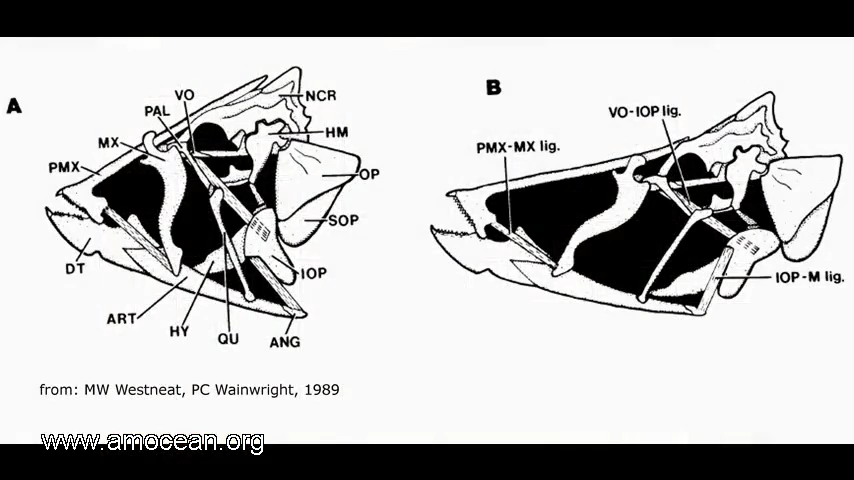 A
VO
PAL
NCR
HM
MX
PMX
OP
SOP
DT
IOP
ART
HY
QU
ANG
B
VO-IOP lig.
PMX-MX lig.
IOP-M lig.
from: MW Westneat, PC Wainwright, 1989
www.amocean.org